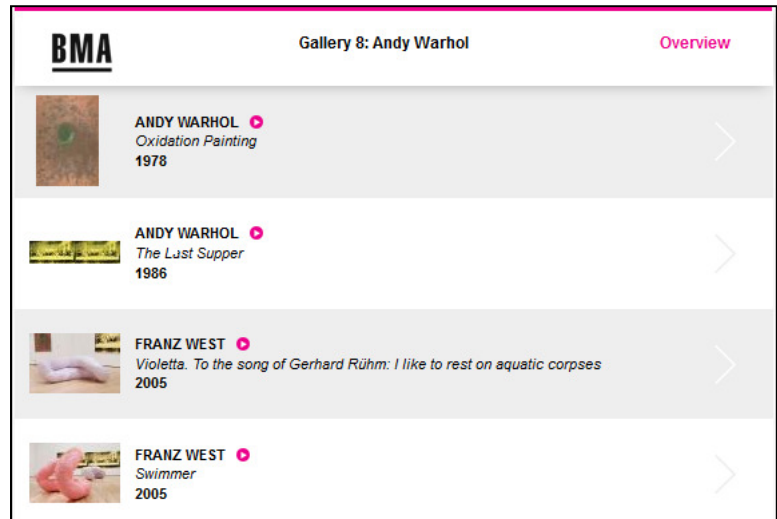 BMA
Gallery 8: Andy Warhol
Overview
ANDY WARHOL
Oxidation Painting
1978
ANDY WARHOL
The Last Supper
1986
FRANZ WEST
Violetta. To the song of Gerhard Rühm: I like to rest on aquatic corpses
2005
FRANZ WEST
Swimmer
2005